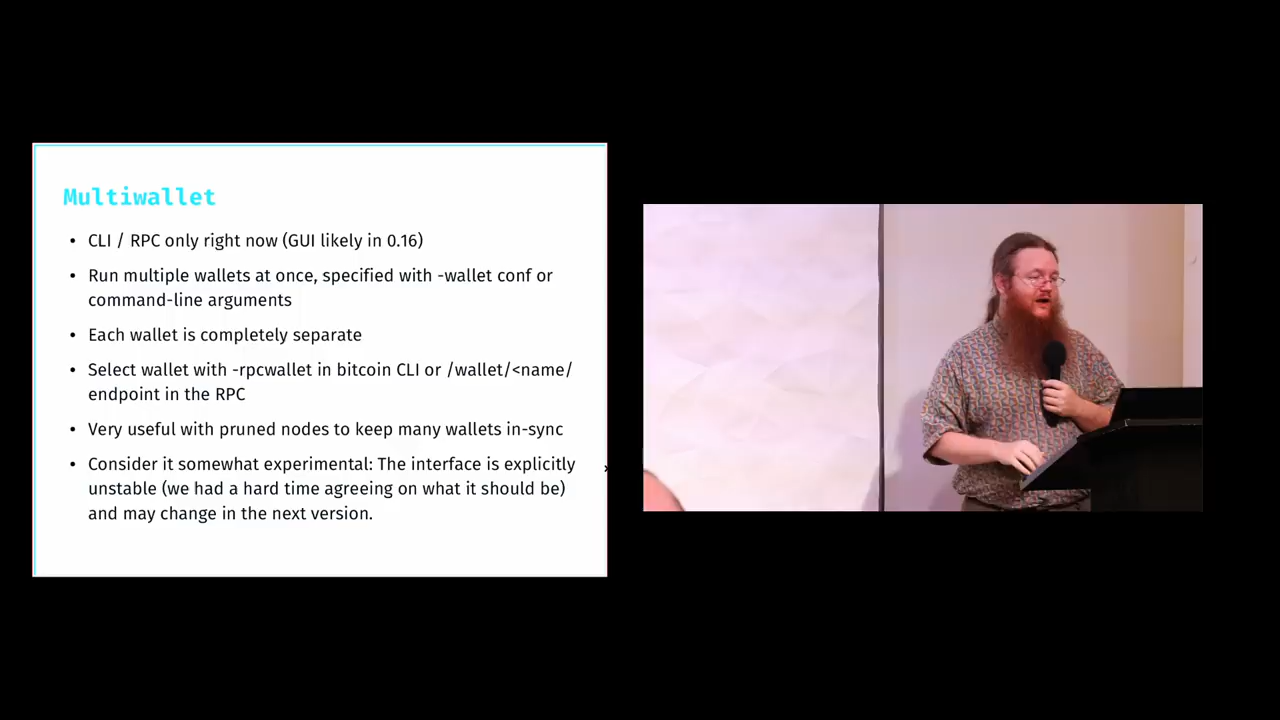 Multiwallet
• CLI / RPC only right now (GUI likely in 0.16)
• Run multiple wallets at once, specified with -wallet conf or
command-line arguments
• Each wallet is completely separate
• Select wallet with -rpcwallet in bitcoin CLI or /wallet/<name/
endpoint in the RPC
• Very useful with pruned nodes to keep many wallets in-sync
• Consider it somewhat experimental: The interface is explicitly
unstable (we had a hard time agreeing on what it should be)
and may change in the next version.